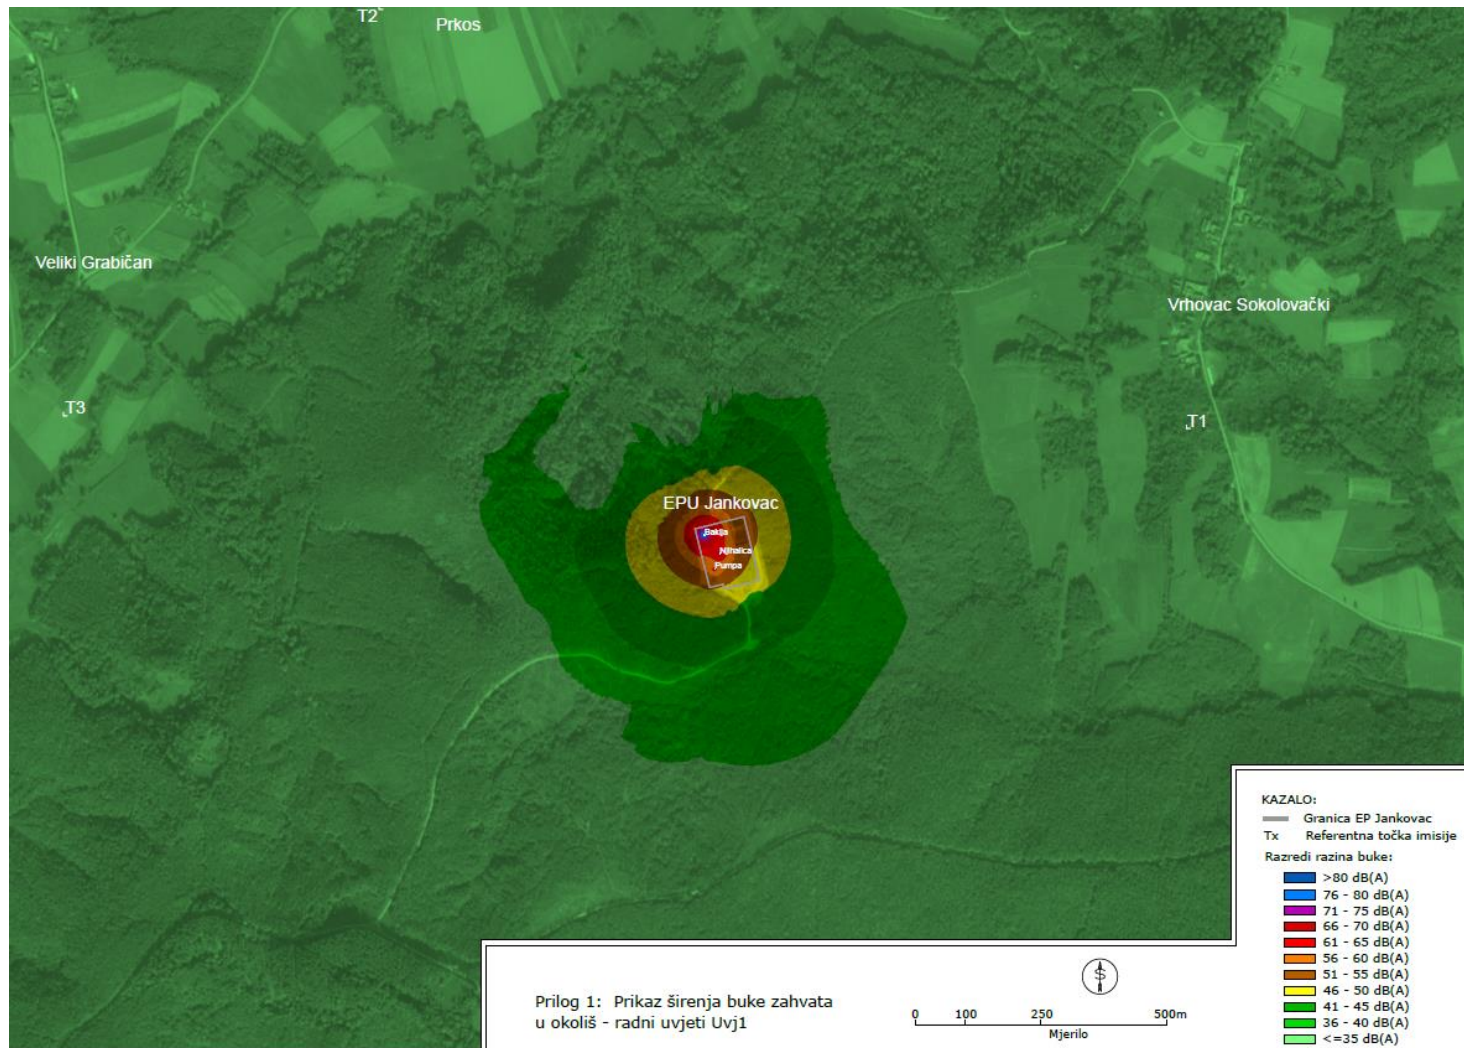 T2
Prkos
Veliki Grabičan
Vrhovac Sokolovački
T3
T1
EPU Jankovac
Baklja
Njihalica
Pumpa
KAZALO:
Granica EP Jankovac
Tx Referentna točka imisije
Razredi razina buke:
>80 dB(A)
76 - 80 dB(A)
71 - 75 dB(A)
66 - 70 dB(A)
61 - 65 dB(A)
56 - 60 dB(A)
51 - 55 dB(A)
46 - 50 dB(A)
41 - 45 dB(A)
36 - 40 dB(A)
<=35 dB(A)
Prilog 1: Prikaz širenja buke zahvata
u okoliš - radni uvjeti Uvj1
S
0 100 250 500m
Mjerilo